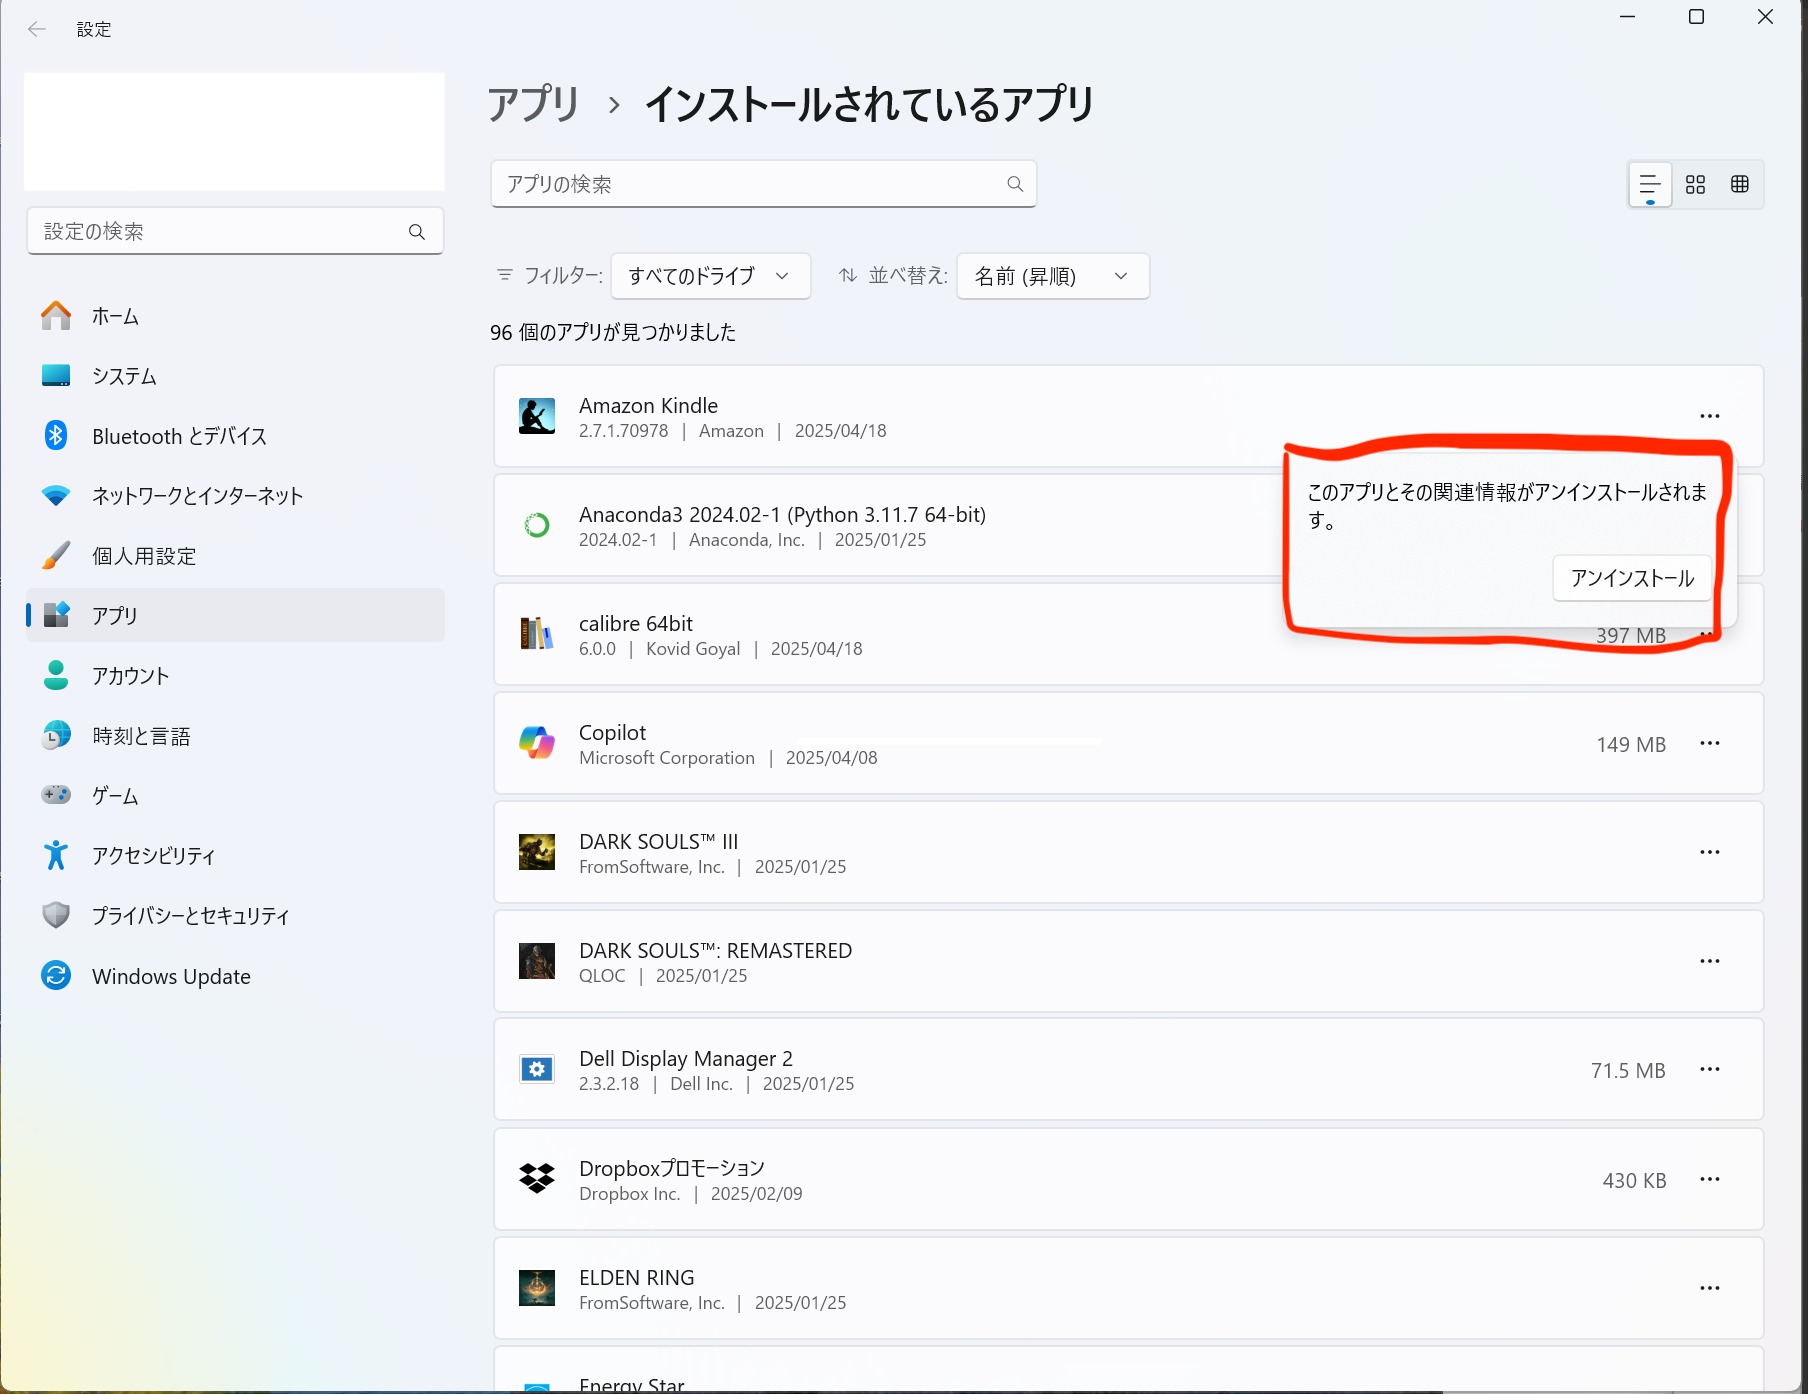 設定
アプリ › インストールされているアプリ
アプリの検索
設定の検索
フィルター: すべてのドライブ 並べ替え: 名前 (昇順)
96 個のアプリが見つかりました
ホーム
システム
Bluetooth とデバイス
ネットワークとインターネット
個人用設定
アプリ
アカウント
時刻と言語
ゲーム
アクセシビリティ
プライバシーとセキュリティ
Windows Update
Amazon Kindle
2.7.1.70978 | Amazon | 2025/04/18
このアプリとその関連情報がアンインストールされま
す。
アンインストール
Anaconda3 2024.02-1 (Python 3.11.7 64-bit)
2024.02-1 | Anaconda, Inc. | 2025/01/25
calibre 64bit
6.0.0 | Kovid Goyal | 2025/04/18
397 MB
Copilot
Microsoft Corporation | 2025/04/08
149 MB
DARK SOULS™ III
FromSoftware, Inc. | 2025/01/25
DARK SOULS™: REMASTERED
QLOC | 2025/01/25
Dell Display Manager 2
2.3.2.18 | Dell Inc. | 2025/01/25
71.5 MB
Dropboxプロモーション
Dropbox Inc. | 2025/02/09
430 KB
ELDEN RING
FromSoftware, Inc. | 2025/01/25
Energy Star